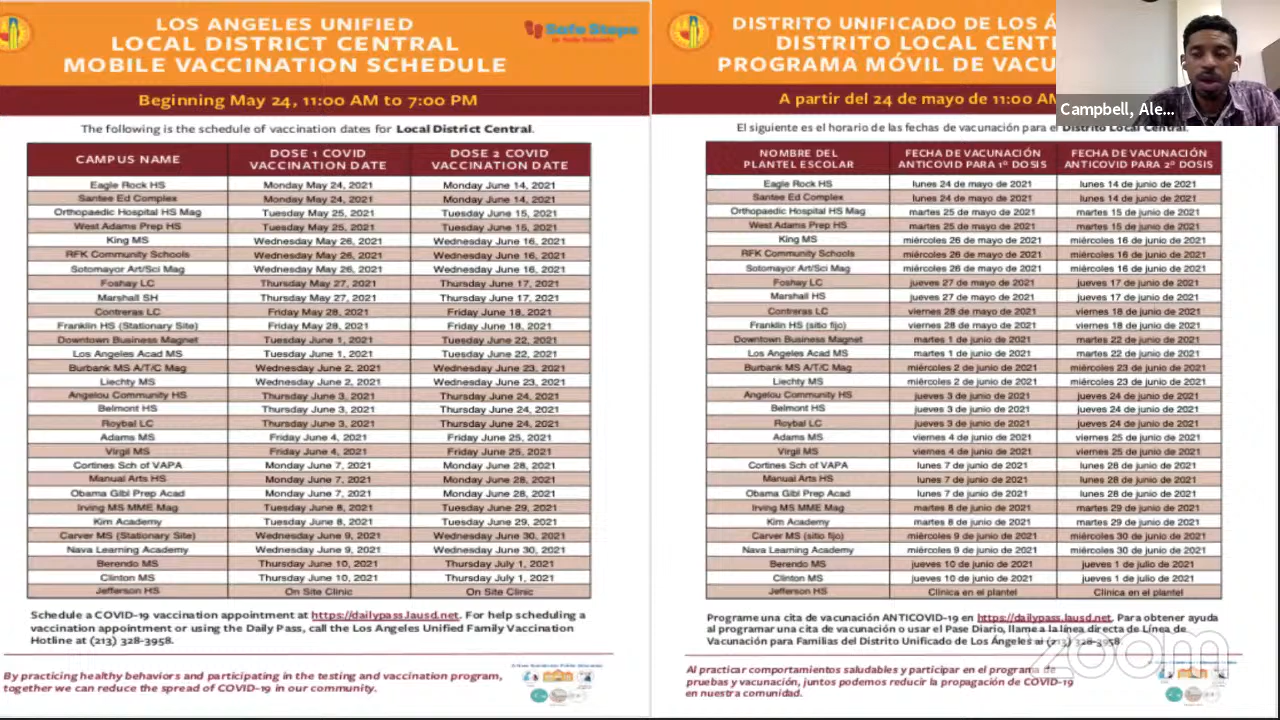 LOS ANGELES UNIFIED
LOCAL DISTRICT CENTRAL
MOBILE VACCINATION SCHEDULE
Safe Steps
to Safe Schools
Beginning May 24, 11:00 AM to 7:00 PM
The following is the schedule of vaccination dates for Local District Central.
CAMPUS NAME DOSE 1 COVID VACCINATION DATE DOSE 2 COVID VACCINATION DATE
Eagle Rock HS Monday May 24, 2021 Monday June 14, 2021
Santee Ed Complex Monday May 24, 2021 Monday June 14, 2021
Orthopaedic Hospital HS Mag Tuesday May 25, 2021 Tuesday June 15, 2021
West Adams Prep HS Tuesday May 25, 2021 Tuesday June 15, 2021
King MS Wednesday May 26, 2021 Wednesday June 16, 2021
RFK Community Schools Wednesday May 26, 2021 Wednesday June 16, 2021
Sotomayor Art/Sci Mag Wednesday May 26, 2021 Wednesday June 16, 2021
Foshay LC Thursday May 27, 2021 Thursday June 17, 2021
Marshall SH Thursday May 27, 2021 Thursday June 17, 2021
Contreras LC Friday May 28, 2021 Friday June 18, 2021
Franklin HS (Stationary Site) Friday May 28, 2021 Friday June 18, 2021
Downtown Business Magnet Tuesday June 1, 2021 Tuesday June 22, 2021
Los Angeles Acad MS Tuesday June 1, 2021 Tuesday June 22, 2021
Burbank MS A/T/C Mag Wednesday June 2, 2021 Wednesday June 23, 2021
Liechty MS Wednesday June 2, 2021 Wednesday June 23, 2021
Angelou Community HS Thursday June 3, 2021 Thursday June 24, 2021
Belmont HS Thursday June 3, 2021 Thursday June 24, 2021
Roybal LC Thursday June 3, 2021 Thursday June 24, 2021
Adams MS Friday June 4, 2021 Friday June 25, 2021
Virgil MS Friday June 4, 2021 Friday June 25, 2021
Cortines Sch of VAPA Monday June 7, 2021 Monday June 28, 2021
Manual Arts HS Monday June 7, 2021 Monday June 28, 2021
Obama Glbl Prep Acad Monday June 7, 2021 Monday June 28, 2021
Irving MS MME Mag Tuesday June 8, 2021 Tuesday June 29, 2021
Kim Academy Tuesday June 8, 2021 Tuesday June 29, 2021
Carver MS (Stationary Site) Wednesday June 9, 2021 Wednesday June 30, 2021
Nava Learning Academy Wednesday June 9, 2021 Wednesday June 30, 2021
Berendo MS Thursday June 10, 2021 Thursday July 1, 2021
Clinton MS Thursday June 10, 2021 Thursday July 1, 2021
Jefferson HS On Site Clinic On Site Clinic
Schedule a COVID-19 vaccination appointment at https://dailypass.lausd.net. For help scheduling a
vaccination appointment or using the Daily Pass, call the Los Angeles Unified Family Vaccination
Hotline at (213) 328-3958.
By practicing healthy behaviors and participating in the testing and vaccination program,
together we can reduce the spread of COVID-19 in our community.
DISTRITO UNIFICADO DE LOS Á
DISTRITO LOCAL CENT
PROGRAMA MÓVIL DE VACU
A partir del 24 de mayo de 11:00 AM
Campbell, Ale...
El siguiente es el horario de las fechas de vacunación para el Distrito Local Central.
NOMBRE DEL PLANTEL ESCOLAR FECHA DE VACUNACIÓN ANTICOVID PARA 1º DOSIS FECHA DE VACUNACIÓN ANTICOVID PARA 2º DOSIS
Eagle Rock HS lunes 24 de mayo de 2021 lunes 14 de junio de 2021
Santee Ed Complex lunes 24 de mayo de 2021 lunes 14 de junio de 2021
Orthopaedic Hospital HS Mag martes 25 de mayo de 2021 martes 15 de junio de 2021
West Adams Prep HS martes 25 de mayo de 2021 martes 15 de junio de 2021
King MS miércoles 26 de mayo de 2021 miércoles 16 de junio de 2021
RFK Community Schools miércoles 26 de mayo de 2021 miércoles 16 de junio de 2021
Sotomayor Art/Sci Mag miércoles 26 de mayo de 2021 miércoles 16 de junio de 2021
Foshay LC jueves 27 de mayo de 2021 jueves 17 de junio de 2021
Marshall HS jueves 27 de mayo de 2021 jueves 17 de junio de 2021
Contreras LC viernes 28 de mayo de 2021 viernes 18 de junio de 2021
Franklin HS (sitio fijo) viernes 28 de mayo de 2021 viernes 18 de junio de 2021
Downtown Business Magnet martes 1 de junio de 2021 martes 22 de junio de 2021
Los Angeles Acad MS martes 1 de junio de 2021 martes 22 de junio de 2021
Burbank MS A/T/C Mag miércoles 2 de junio de 2021 miércoles 23 de junio de 2021
Liechty MS miércoles 2 de junio de 2021 miércoles 23 de junio de 2021
Angelou Community HS jueves 3 de junio de 2021 jueves 24 de junio de 2021
Belmont HS jueves 3 de junio de 2021 jueves 24 de junio de 2021
Roybal LC jueves 3 de junio de 2021 jueves 24 de junio de 2021
Adams MS viernes 4 de junio de 2021 viernes 25 de junio de 2021
Virgil MS viernes 4 de junio de 2021 viernes 25 de junio de 2021
Cortines Sch of VAPA lunes 7 de junio de 2021 lunes 28 de junio de 2021
Manual Arts HS lunes 7 de junio de 2021 lunes 28 de junio de 2021
Obama Glbl Prep Acad lunes 7 de junio de 2021 lunes 28 de junio de 2021
Irving MS MME Mag martes 8 de junio de 2021 martes 29 de junio de 2021
Kim Academy martes 8 de junio de 2021 martes 29 de junio de 2021
Carver MS (sitio fijo) miércoles 9 de junio de 2021 miércoles 30 de junio de 2021
Nava Learning Academy miércoles 9 de junio de 2021 miércoles 30 de junio de 2021
Berendo MS jueves 10 de junio de 2021 jueves 1 de julio de 2021
Clinton MS jueves 10 de junio de 2021 jueves 1 de julio de 2021
Jefferson HS Clínica en el plantel Clínica en el plantel
Programe una cita de vacunación ANTICOVID-19 en https://dailypass.lausd.net. Para obtener ayuda
al programar una cita de vacunación o usar el Pase Diario, llame a la línea directa de Línea de
Vacunación para Familias del Distrito Unificado de Los Ángeles al (213) 328-3958.
Al practicar comportamientos saludables y participar en el programa de
pruebas y vacunación, juntos podemos reducir la propagación de COVID-19
en nuestra comunidad.
zoom